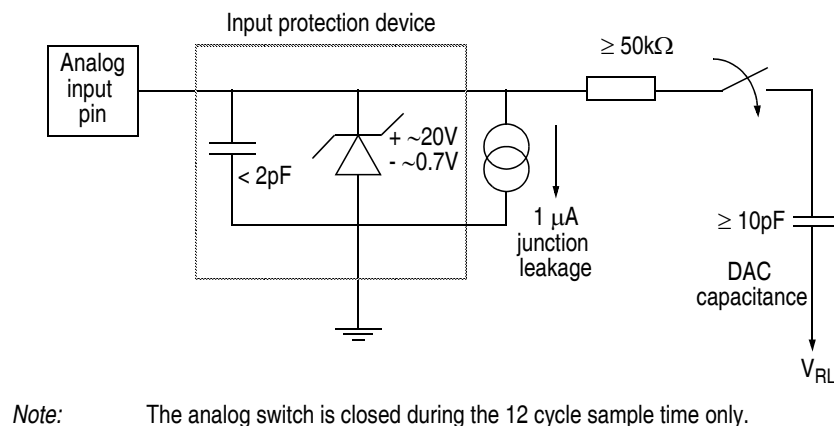 Input protection device
Analog
input
pin
≥ 50kΩ
+ ~20V
- ~0.7V
< 2pF
1 μA
junction
leakage
≥ 10pF
DAC
capacitance
VRL
Note: The analog switch is closed during the 12 cycle sample time only.